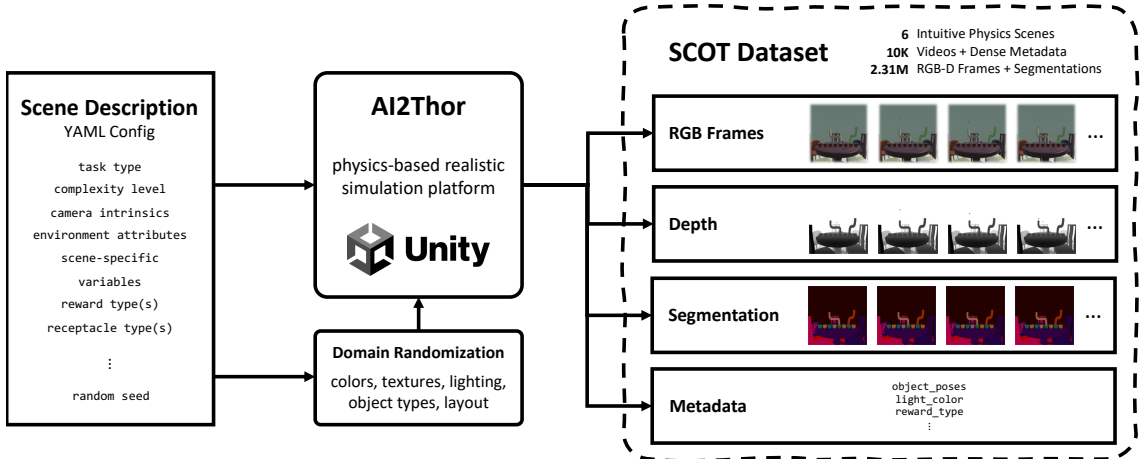 Scene Description
YAML Config
task type
complexity level
camera intrinsics
environment attributes
scene-specific
variables
reward type(s)
receptacle type(s)
⋮
random seed
AI2Thor
physics-based realistic
simulation platform
Unity
Domain Randomization
colors, textures, lighting,
object types, layout
SCOT Dataset
6 Intuitive Physics Scenes
10K Videos + Dense Metadata
2.31M RGB-D Frames + Segmentations
RGB Frames
...
Depth
...
Segmentation
...
Metadata
object_poses
light_color
reward_type
⋮